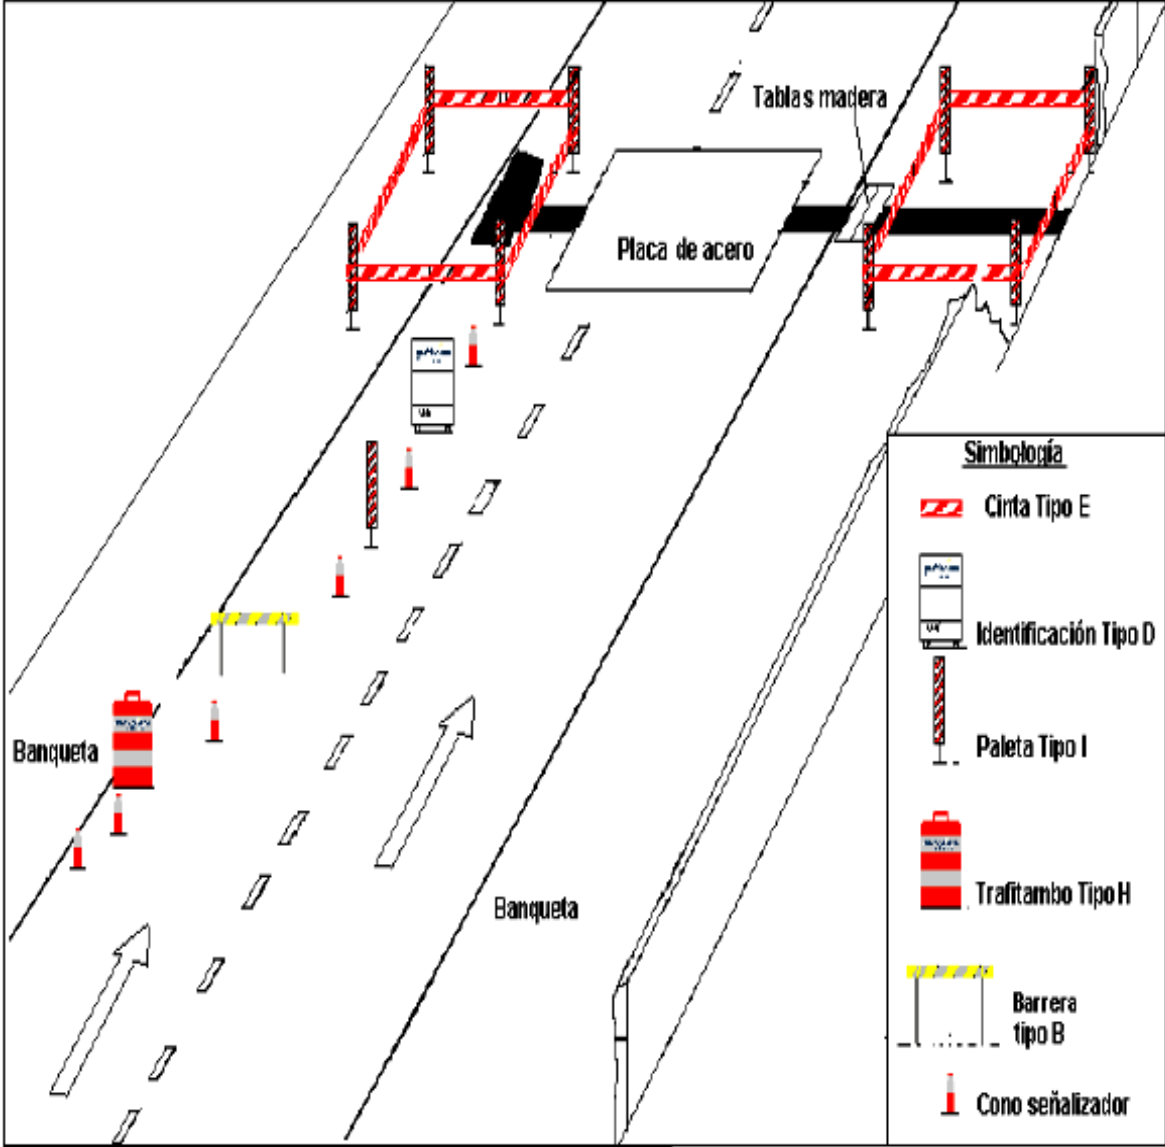 Tablas madera
Placa de acero
Banqueta
Banqueta
Simbología
Cinta Tipo E
Identificación Tipo D
Paleta Tipo I
Trafitambo Tipo H
Barrera
tipo B
Cono señalizador